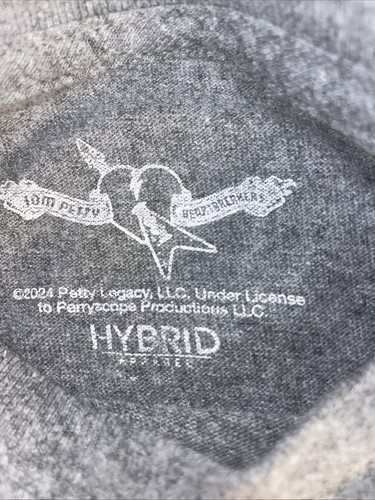 TOM PETTY
HEARTBREAKERS
©2024 Petty Legacy, LLC. Under License
to Perryscope Productions LLC
HYBRID
APPAREL